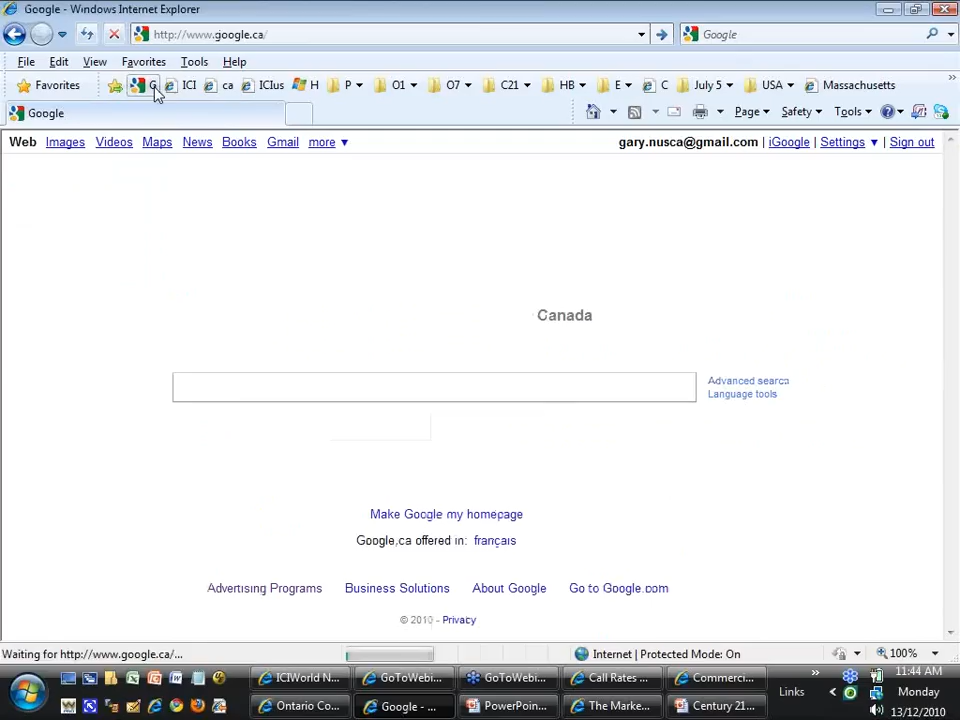 Google - Windows Internet Explorer
http://www.google.ca/
Google
File Edit View Favorites Tools Help
Favorites G ICI ca ICIus H P O1 O7 C21 HB E C July 5 USA Massachusetts
Google
Page Safety Tools
Web Images Videos Maps News Books Gmail more
gary.nusca@gmail.com | iGoogle | Settings | Sign out
Canada
Advanced search
Language tools
Make Google my homepage
Google.ca offered in: français
Advertising Programs Business Solutions About Google Go to Google.com
© 2010 - Privacy
Waiting for http://www.google.ca/... Internet | Protected Mode: On 100%
ICIWorld N... GoToWebi... GoToWebi... Call Rates ... Commerci... 11:44 AM
Links Monday
Ontario Co... Google - ... PowerPoin... The Marke... Century 21... 13/12/2010